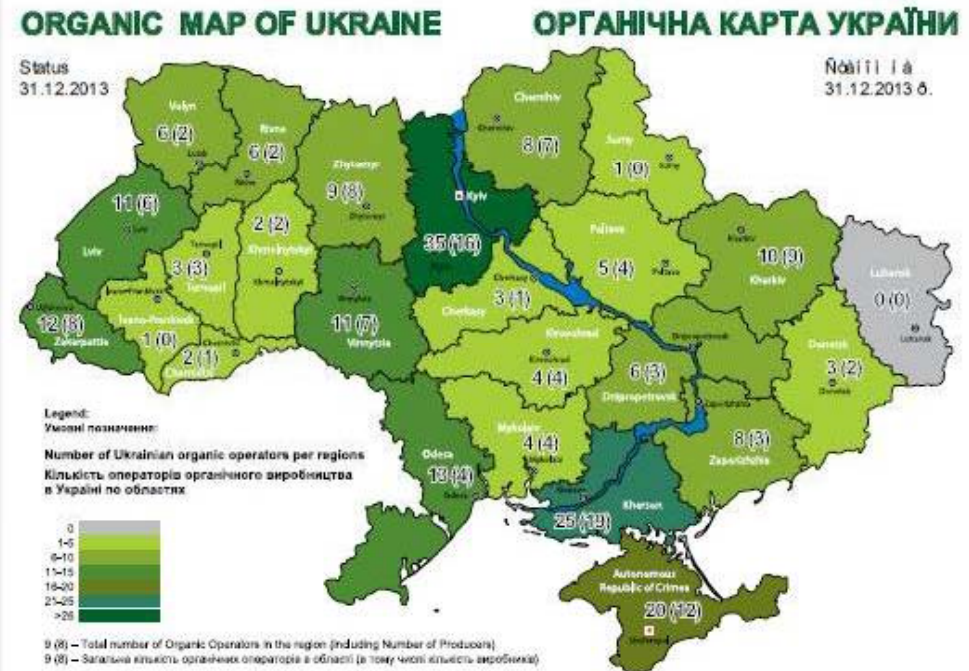 ORGANIC MAP OF UKRAINE
ОРГАНІЧНА КАРТА УКРАЇНИ
Status
31.12.2013
31.12.2013 ð.
Volyn
6 (2)
Rivne
6 (2)
Zhytomyr
9 (8)
Chernihiv
8 (7)
Sumy
1 (0)
Kyiv
35 (16)
Lviv
11 (6)
Ternopil
3 (3)
2 (2)
Khmelnytskyi
Poltava
5 (4)
10 (9)
Kharkiv
Luhansk
0 (0)
12 (8)
Zakarpattia
Ivano-Frankivsk
1 (0)
2 (1)
Chernivtsi
11 (7)
Vinnytsia
3 (1)
Cherkasy
Kirovohrad
4 (4)
6 (3)
Dnipropetrovsk
Donetsk
3 (2)
Mykolaiv
4 (4)
8 (3)
Zaporizhzhia
Odesa
13 (4)
Kherson
25 (19)
Autonomous
Republic of Crimea
20 (12)
Legend:
Умовні позначення:
Number of Ukrainian organic operators per regions
Кількість операторів органічного виробництва
в Україні по областях
0
1-5
6-10
11-15
16-20
21-25
>26
9 (8) – Total number of Organic Operators in the region (including Number of Producers)
9 (8) – Загальна кількість органічних операторів в області (в тому числі кількість виробників)